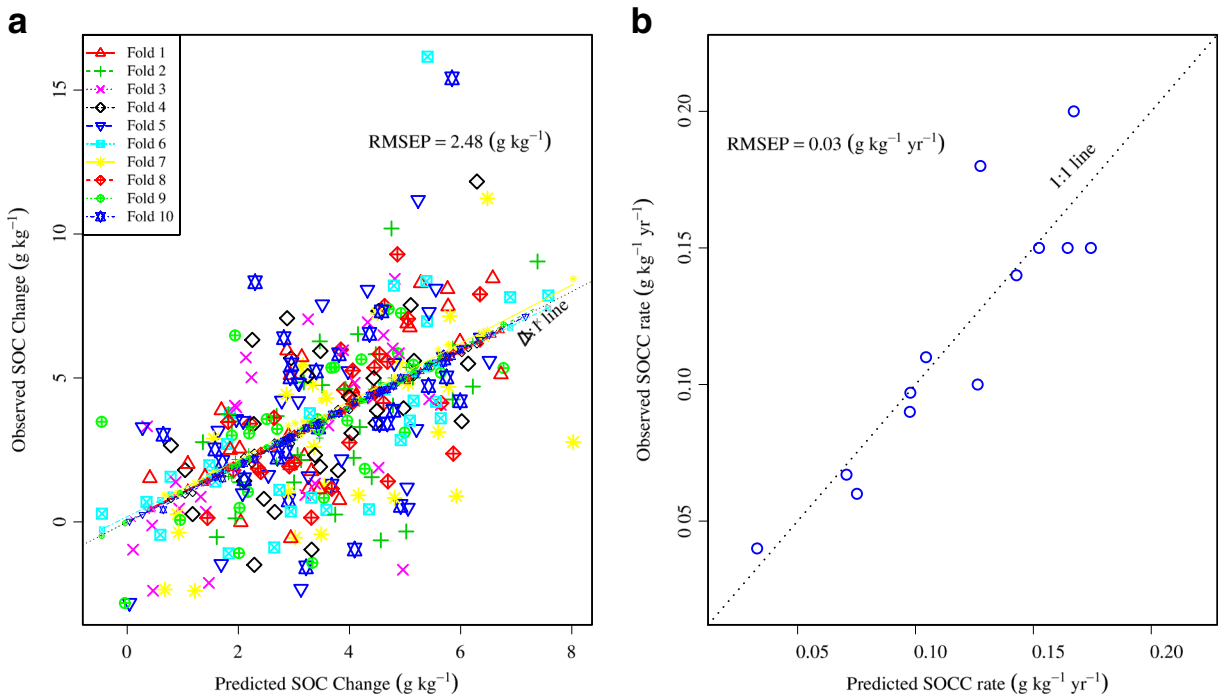 a
Fold 1
Fold 2
Fold 3
Fold 4
Fold 5
Fold 6
Fold 7
Fold 8
Fold 9
Fold 10
RMSEP = 2.48 (g kg⁻¹)
1:1 line
15
10
5
0
Observed SOC Change (g kg⁻¹)
0 2 4 6 8
Predicted SOC Change (g kg⁻¹)
b
RMSEP = 0.03 (g kg⁻¹ yr⁻¹)
1:1 line
0.20
0.15
0.10
0.05
Observed SOCC rate (g kg⁻¹ yr⁻¹)
0.05 0.10 0.15 0.20
Predicted SOCC rate (g kg⁻¹ yr⁻¹)